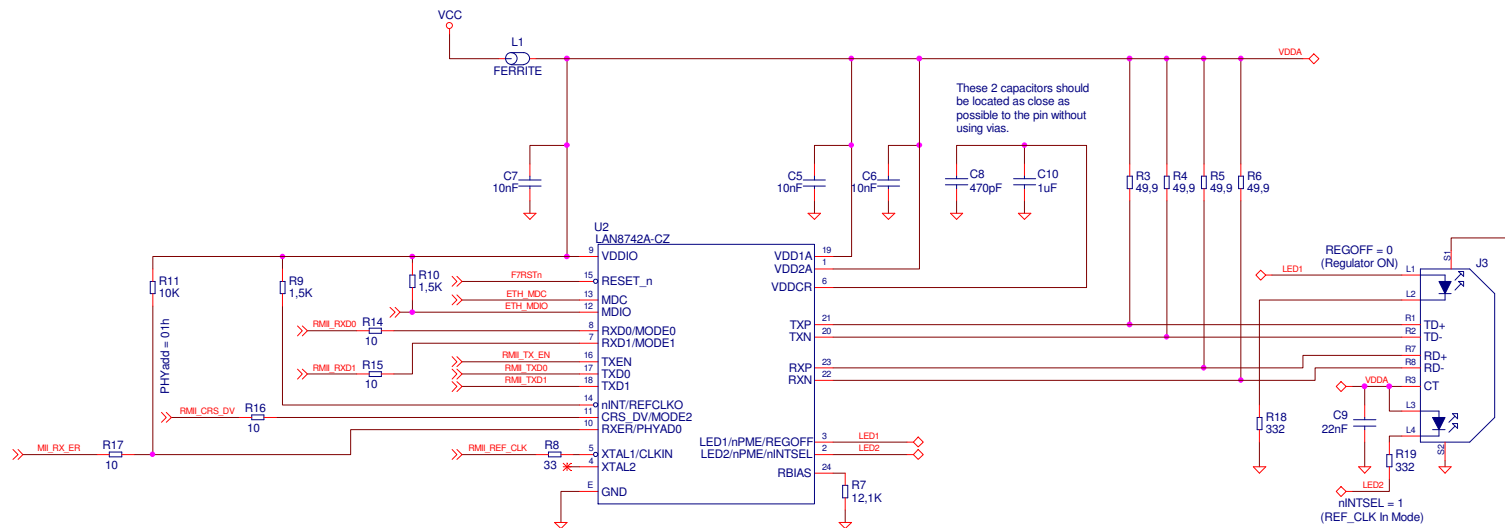 VCC
L1
FERRITE
VDDA
These 2 capacitors should
be located as close as
possible to the pin without
using vias.
C7
10nF
C5
10nF
C6
10nF
C8
470pF
C10
1uF
R3
49,9
R4
49,9
R5
49,9
R6
49,9
U2
LAN8742A-CZ
R11
10K
R9
1,5K
R10
1,5K
PHYadd = 01h
F7RSTn
ETH_MDC
ETH_MDIO
RMII_RXD0
R14
10
RMII_RXD1
R15
10
RMII_TX_EN
RMII_TXD0
RMII_TXD1
RMII_CRS_DV
R16
10
MII_RX_ER
R17
10
RMII_REF_CLK
R8
33
9
VDDIO
15
RESET_n
13
MDC
12
MDIO
8
RXD0/MODE0
7
RXD1/MODE1
16
TXEN
17
TXD0
18
TXD1
14
nINT/REFCLKO
11
CRS_DV/MODE2
10
RXER/PHYAD0
5
XTAL1/CLKIN
4
XTAL2
E
GND
VDD1A
19
VDD2A
1
VDDCR
6
TXP
21
TXN
20
RXP
23
RXN
22
LED1/nPME/REGOFF
3
LED1
LED2/nPME/nINTSEL
2
LED2
RBIAS
24
R7
12,1K
REGOFF = 0
(Regulator ON)
LED1
S1
J3
L1
L2
R1
TD+
R2
TD-
R7
RD+
R8
RD-
R3
CT
VDDA
L3
L4
S2
R18
332
C9
22nF
R19
332
LED2
nINTSEL = 1
(REF_CLK In Mode)